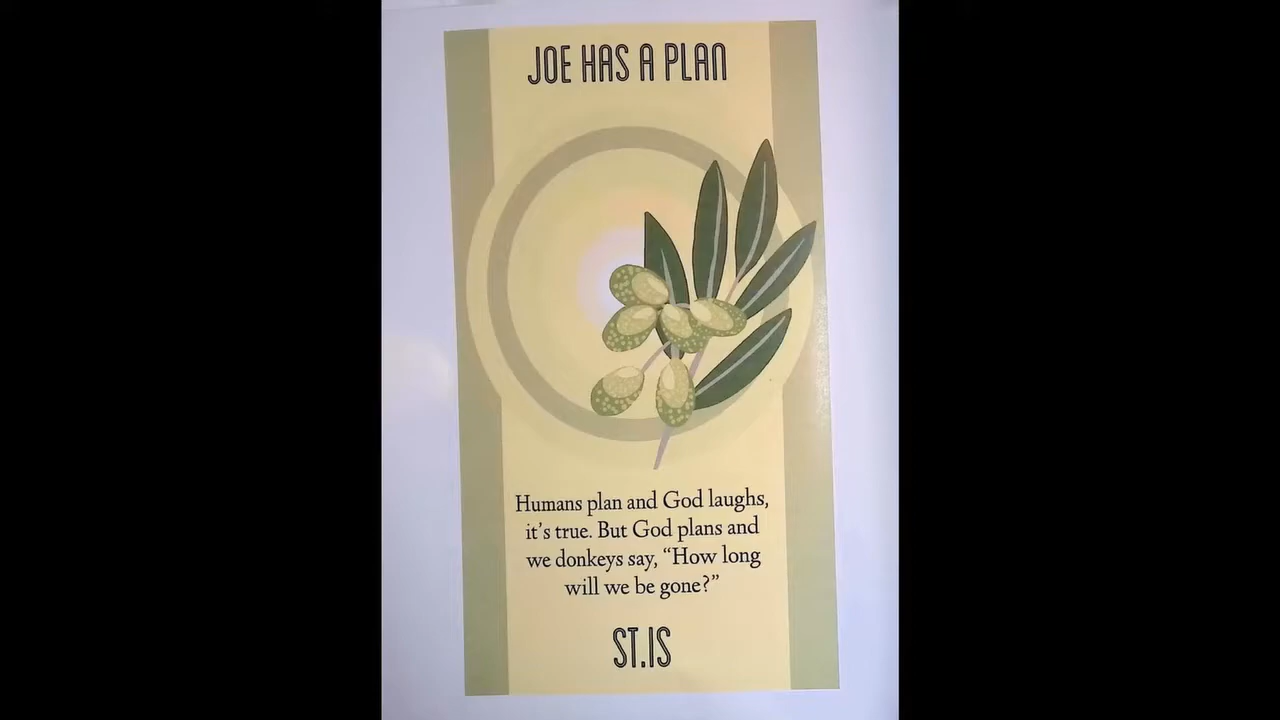 JOE HAS A PLAN
Humans plan and God laughs,
it's true. But God plans and
we donkeys say, “How long
will we be gone?”
ST.IS